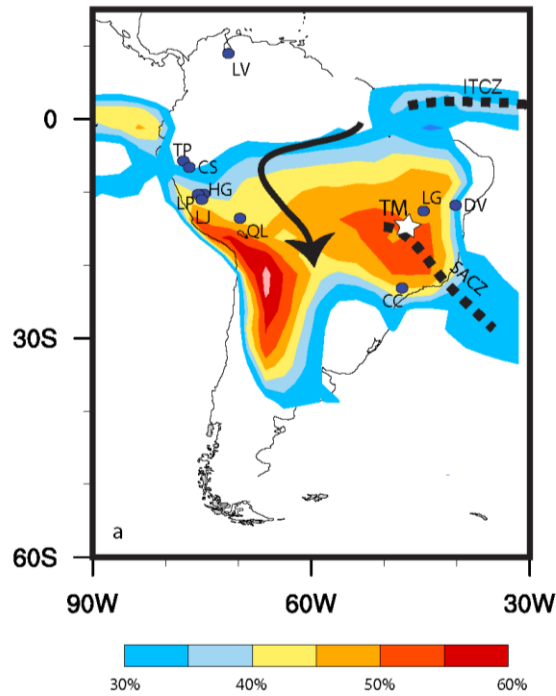 LV
ITCZ
0
TP
CS
HG
LP
LJ
QL
TM
LG
DV
SACZ
CC
30S
a
60S
90W 60W 30W
30% 40% 50% 60%